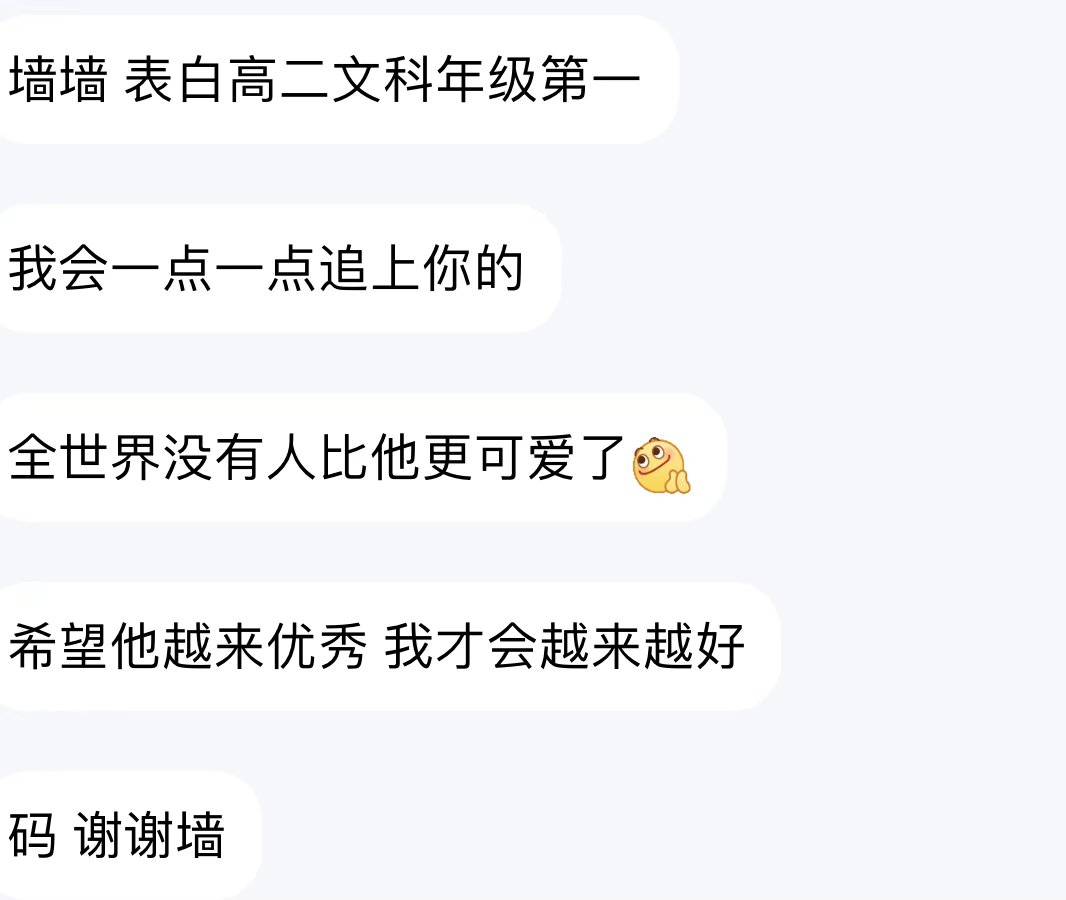 墙墙 表白高二文科年级第一
我会一点一点追上你的
全世界没有人比他更可爱了
希望他越来优秀 我才会越来越好
码 谢谢墙